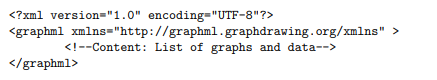 <?xml version="1.0" encoding="UTF-8"?>
<graphml xmlns="http://graphml.graphdrawing.org/xmlns" >
<!--Content: List of graphs and data-->
</graphml>